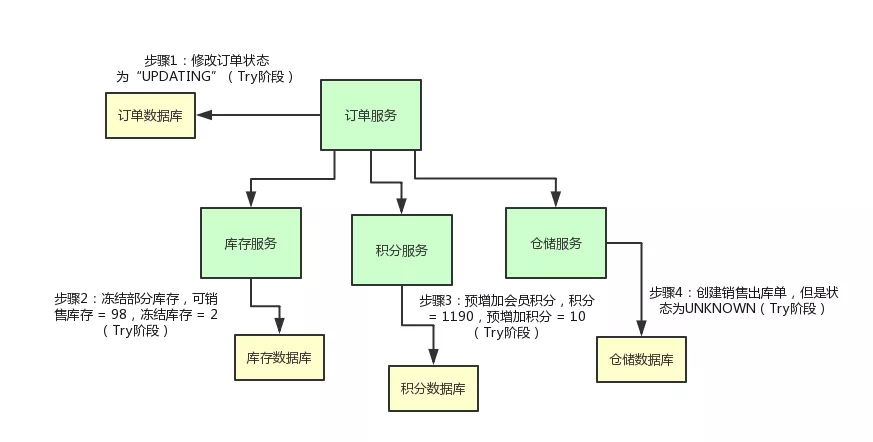 步骤1：修改订单状态
为“UPDATING”（Try阶段）
订单数据库
订单服务
库存服务
积分服务
仓储服务
步骤2：冻结部分库存，可销
售库存 = 98，冻结库存 = 2
（Try阶段）
步骤3：预增加会员积分，积分
= 1190，预增加积分 = 10
（Try阶段）
步骤4：创建销售出库单，但是状
态为UNKNOWN（Try阶段）
库存数据库
积分数据库
仓储数据库